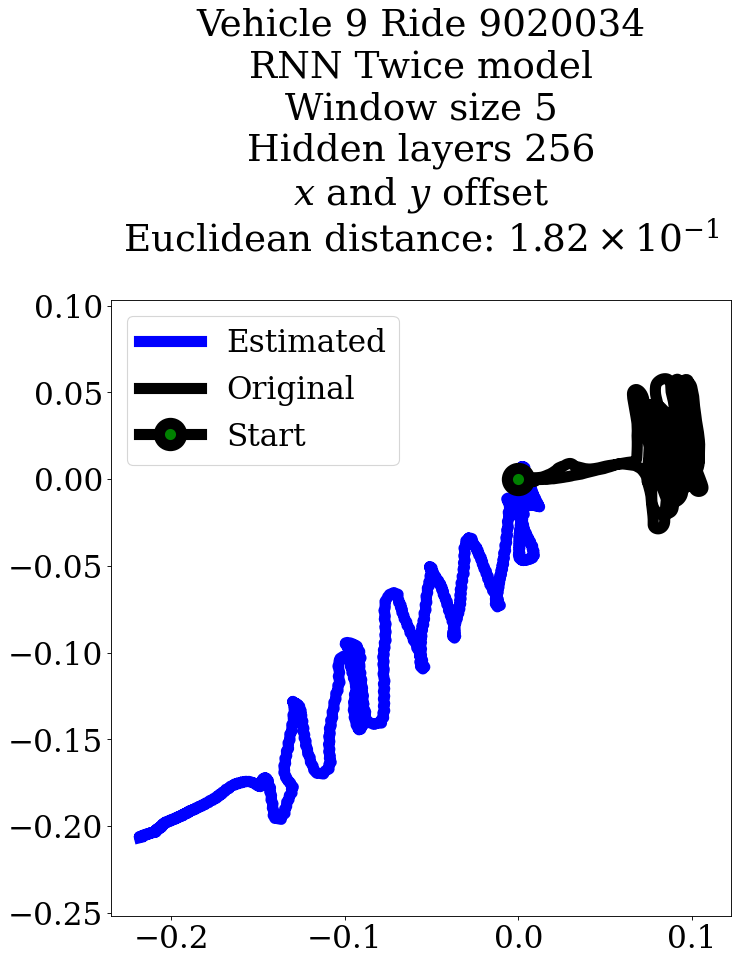 Vehicle 9 Ride 9020034
RNN Twice model
Window size 5
Hidden layers 256
x and y offset
Euclidean distance: 1.82 × 10⁻¹
0.10
Estimated
0.05
Original
Start
0.00
−0.05
−0.10
−0.15
−0.20
−0.25
−0.2 −0.1 0.0 0.1